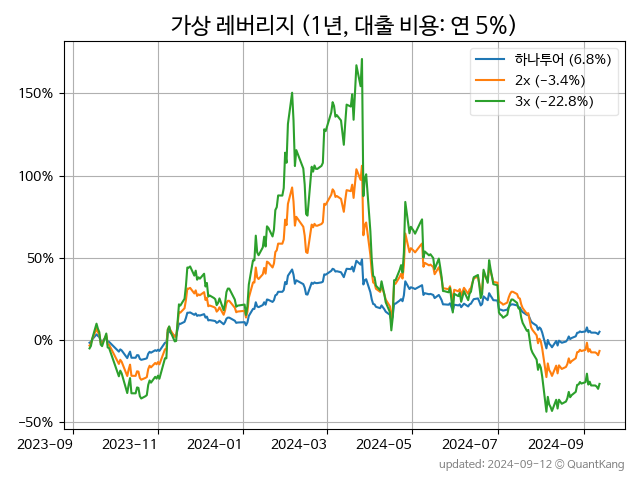 가상 레버리지 (1년, 대출 비용: 연 5%)
하나투어 (6.8%)
2x (−3.4%)
3x (−22.8%)
150%
100%
50%
0%
−50%
2023-09
2023-11
2024-01
2024-03
2024-05
2024-07
2024-09
updated: 2024-09-12 © QuantKang